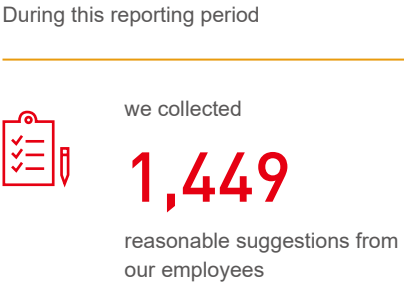 During this reporting period
we collected
1,449
reasonable suggestions from
our employees